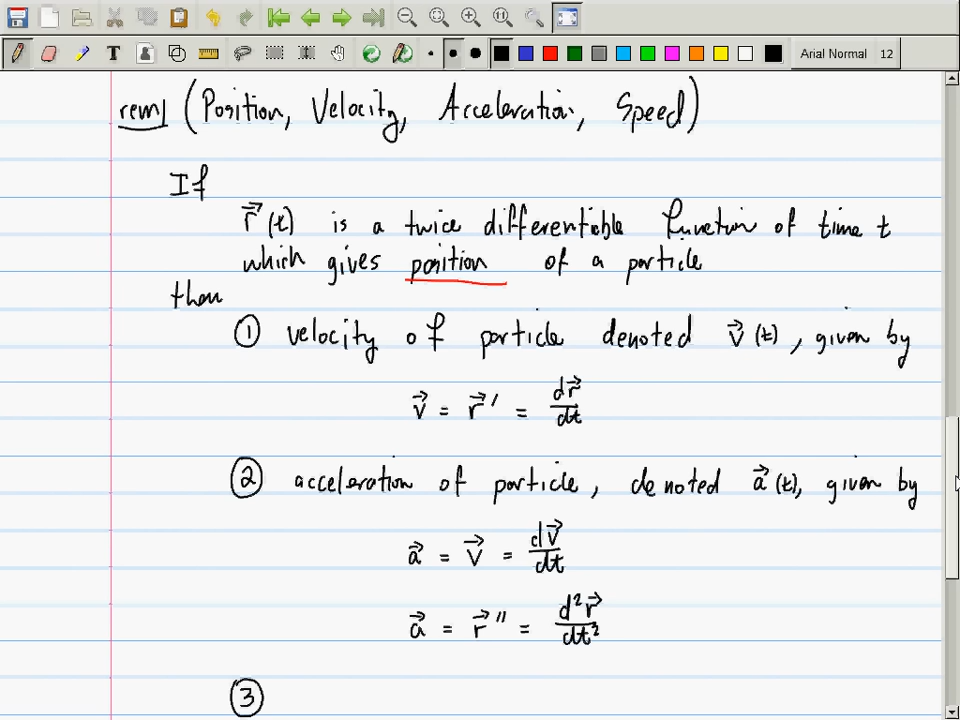 Arial Normal 12
rem] (Position, Velocity, Acceleration, Speed)
If
r⃗(t) is a twice differentiable function of time t
which gives position of a particle
then
① velocity of particle denoted v⃗(t), given by
v⃗ = r⃗′ = dr⃗/dt
② acceleration of particle, denoted a⃗(t), given by
a⃗ = v⃗ = dv⃗/dt
a⃗ = r⃗″ = d²r⃗/dt²
③